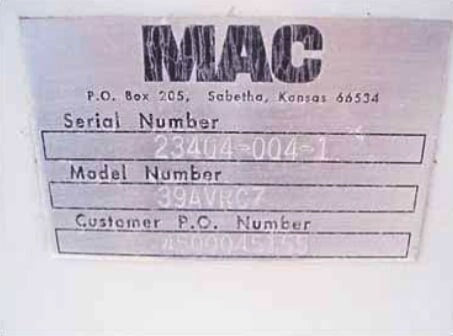 MAC
P.O. Box 205, Sabetha, Kansas 66534
Serial Number
23404-004-1
Model Number
39AVRC7
Customer P.O. Number